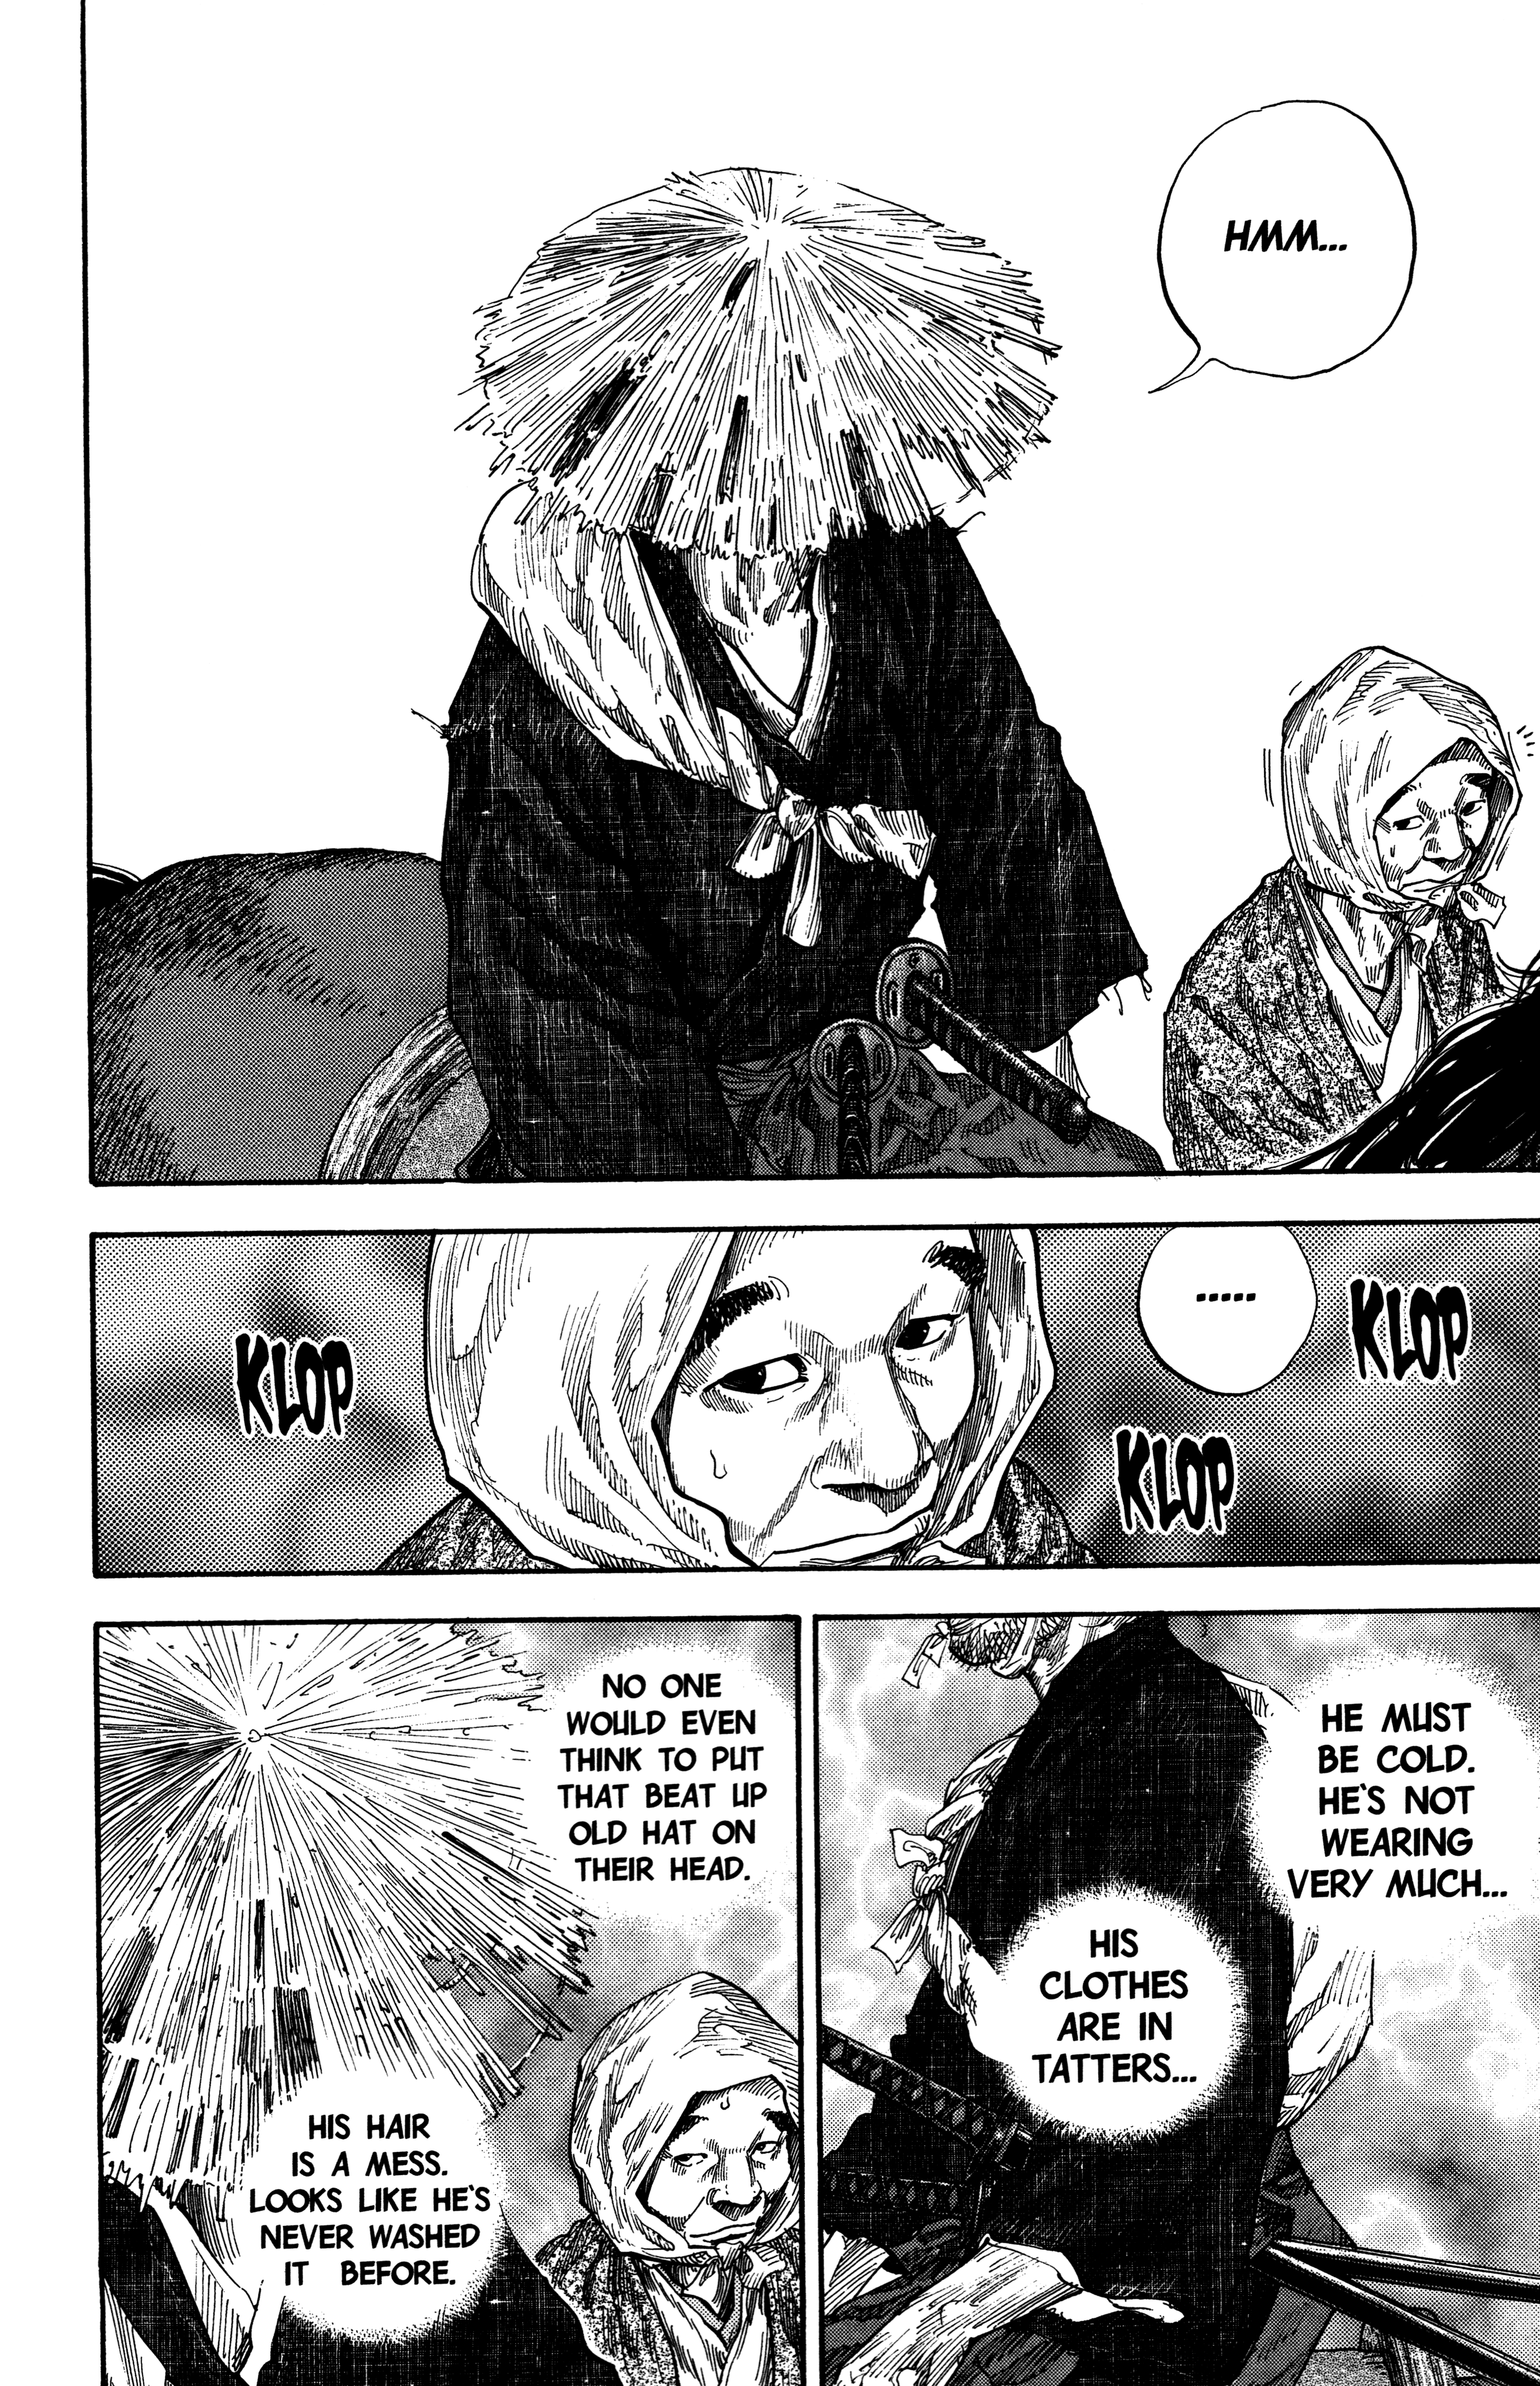 HMM...
.....
KLOP
KLOP
KLOP
HE MUST
BE COLD.
HE'S NOT
WEARING
VERY MUCH...
HIS
CLOTHES
ARE IN
TATTERS...
NO ONE
WOULD EVEN
THINK TO PUT
THAT BEAT UP
OLD HAT ON
THEIR HEAD.
HIS HAIR
IS A MESS.
LOOKS LIKE HE'S
NEVER WASHED
IT BEFORE.